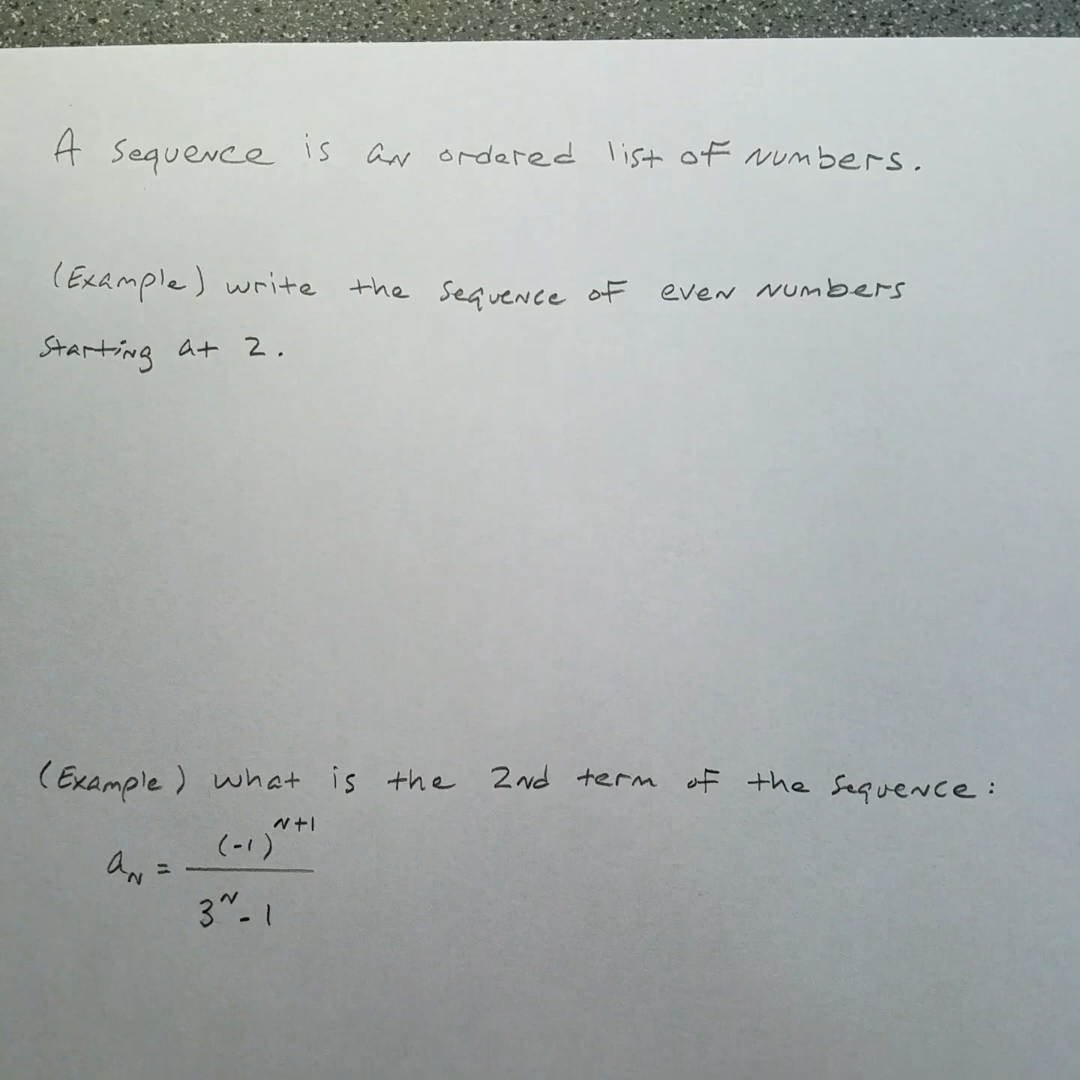 A sequence is an ordered list of numbers.
(Example) write the sequence of even numbers
starting at 2.
(Example) what is the 2nd term of the sequence:
aₙ = (-1)ⁿ⁺¹ / (3ⁿ - 1)